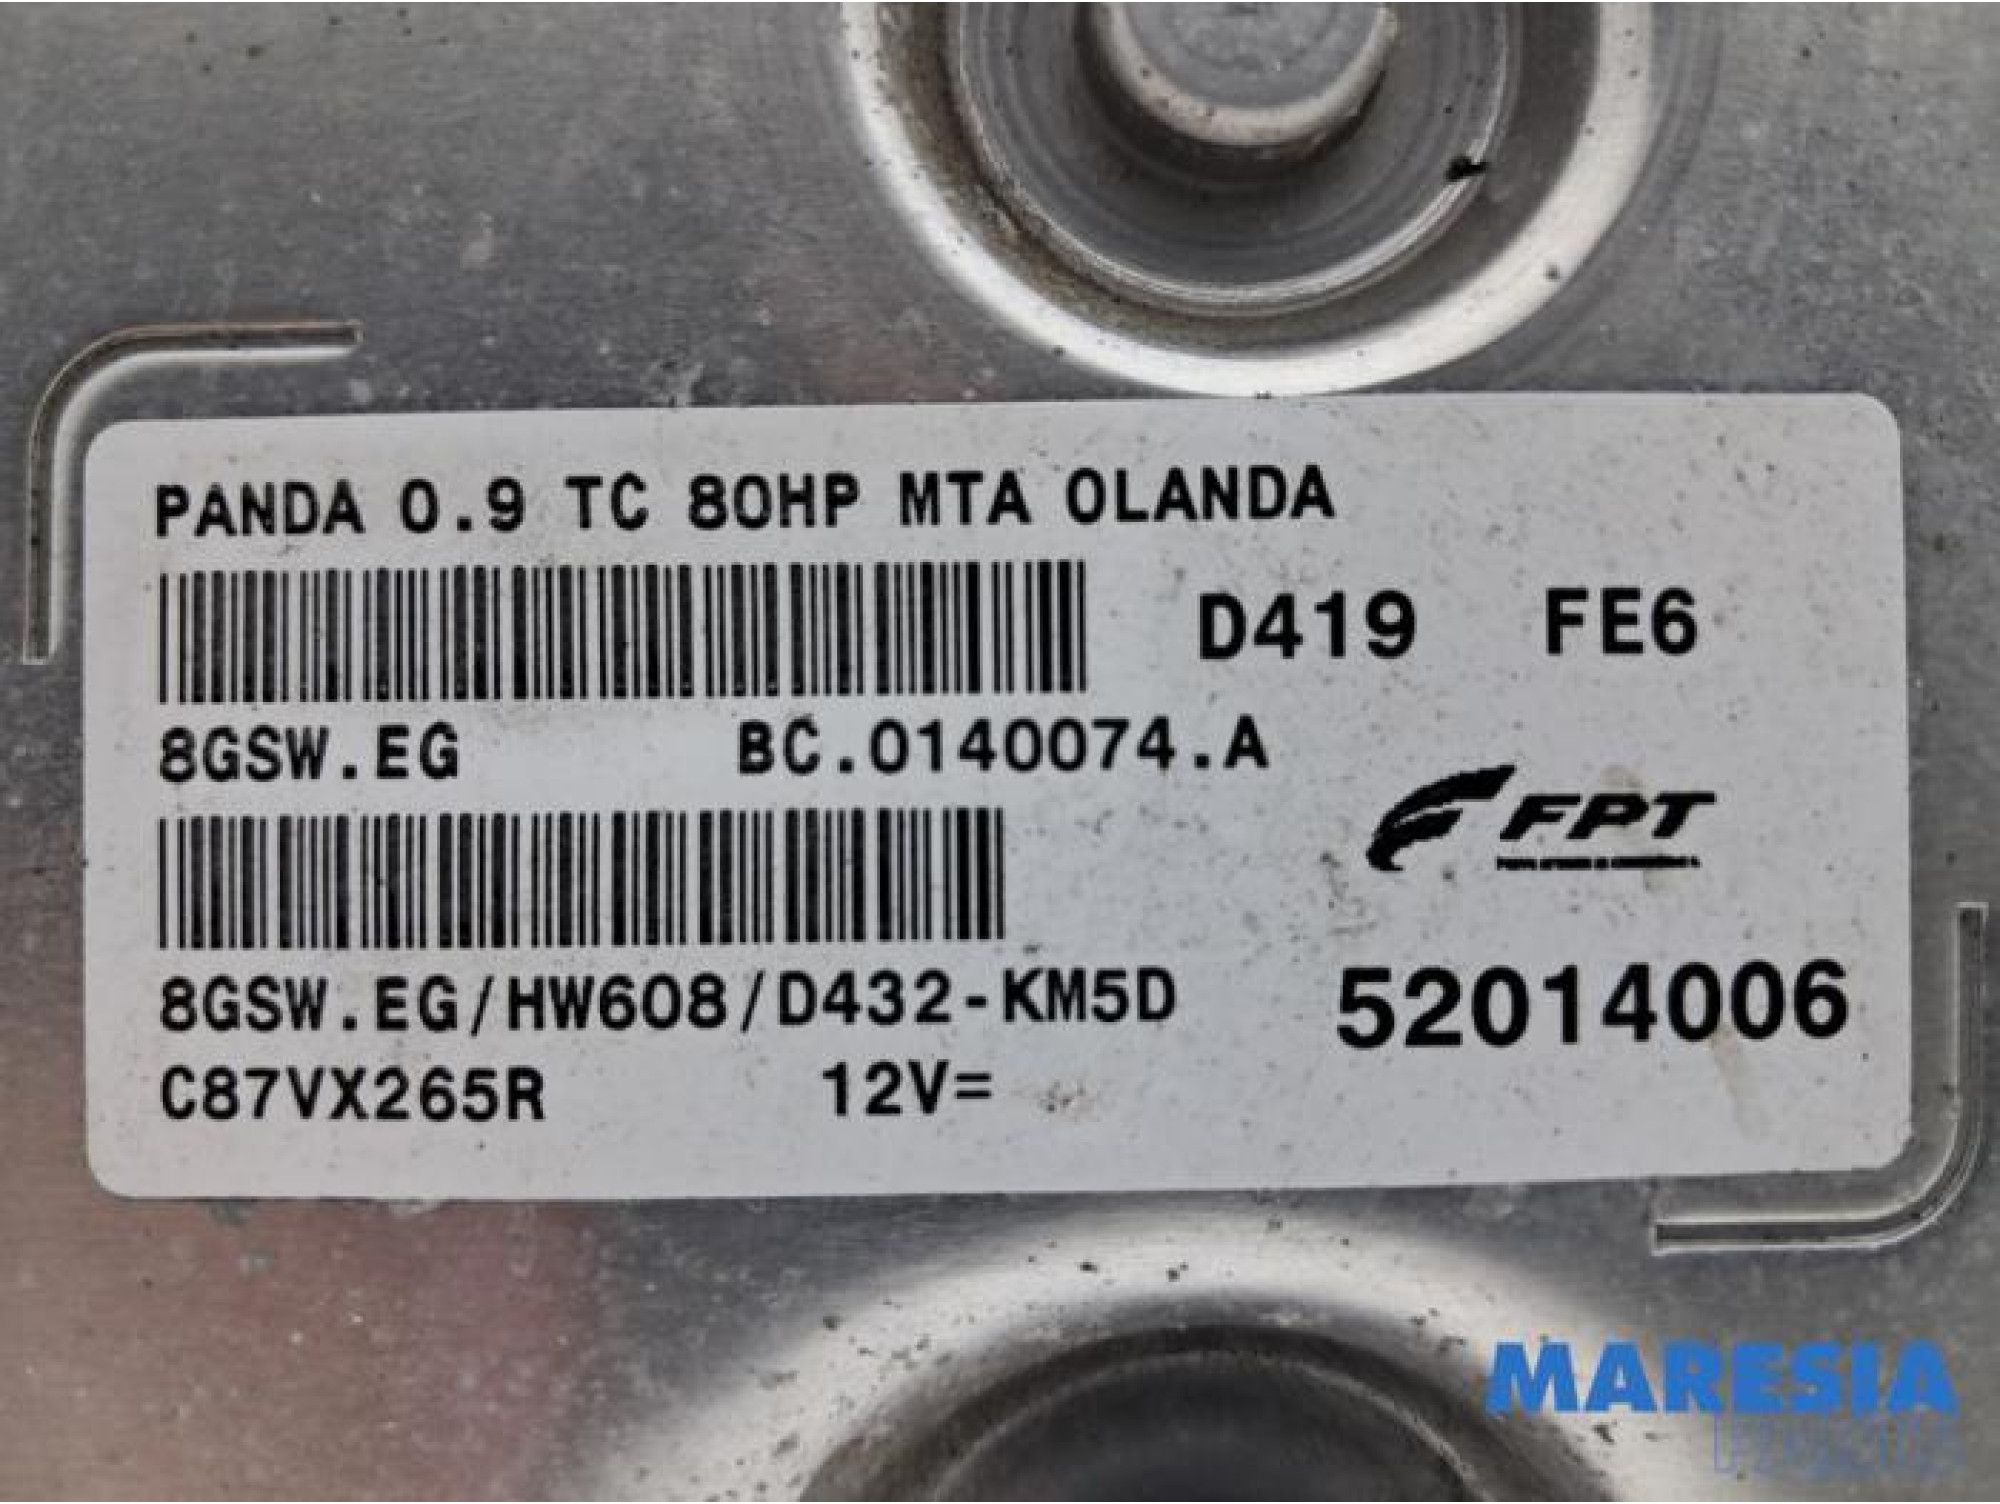 PANDA 0.9 TC 80HP MTA OLANDA
D419 FE6
8GSW.EG BC.0140074.A
FPT
8GSW.EG/HW608/D432-KM5D
52014006
C87VX265R 12V=
MARESIA